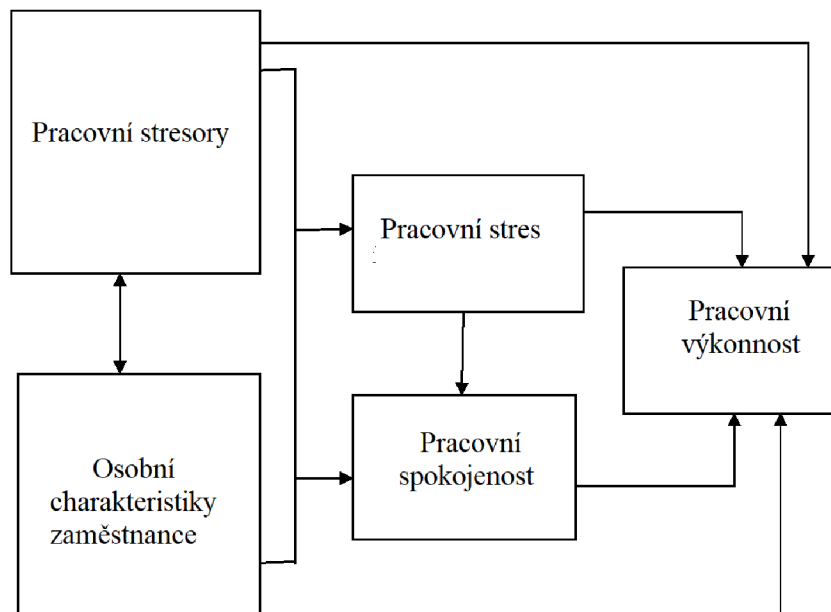 Pracovní stresory
Pracovní stres
Pracovní
výkonnost
Pracovní
spokojenost
Osobní
charakteristiky
zaměstnance